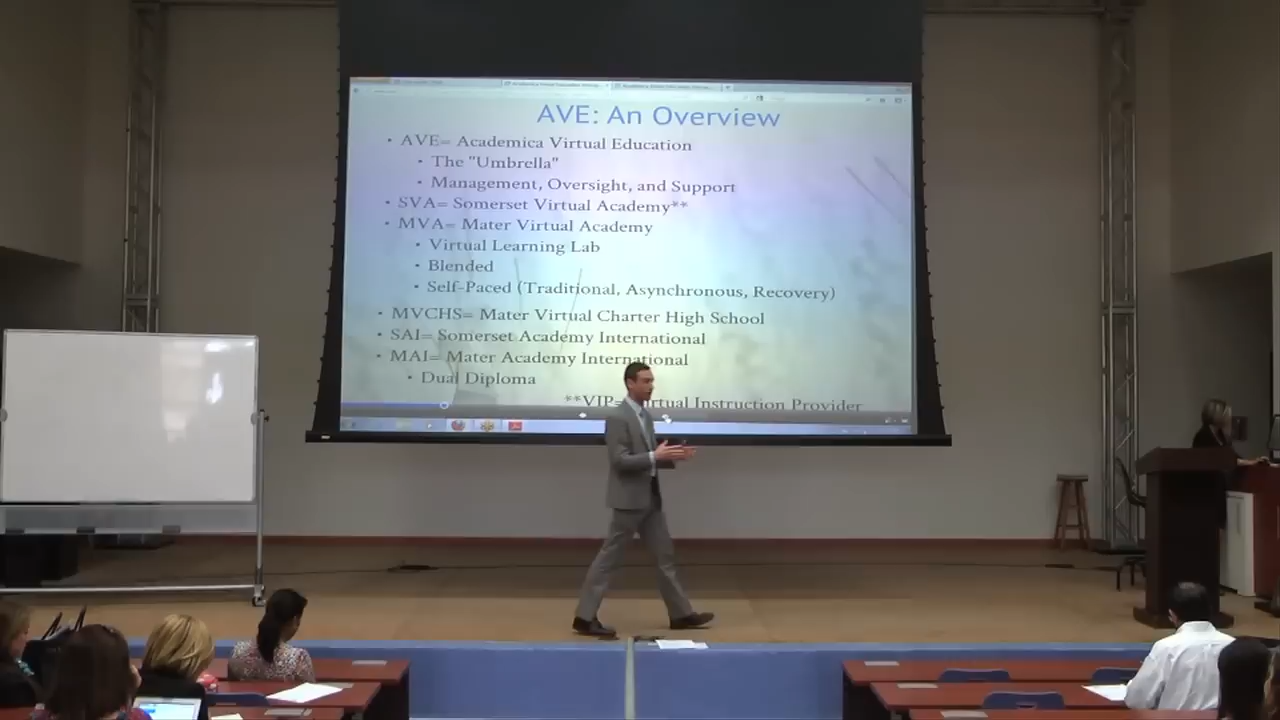 AVE: An Overview
• AVE= Academica Virtual Education
• The "Umbrella"
• Management, Oversight, and Support
• SVA= Somerset Virtual Academy**
• MVA= Mater Virtual Academy
• Virtual Learning Lab
• Blended
• Self-Paced (Traditional, Asynchronous, Recovery)
• MVCHS= Mater Virtual Charter High School
• SAI= Somerset Academy International
• MAI= Mater Academy International
• Dual Diploma
**VIP= Instruction Provider